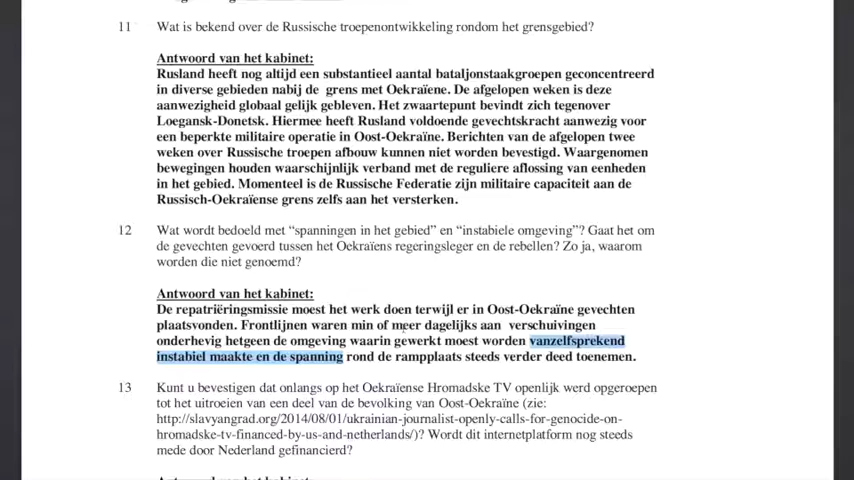 11 Wat is bekend over de Russische troepenontwikkeling rondom het grensgebied?
Antwoord van het kabinet:
Rusland heeft nog altijd een substantieel aantal bataljonstaakgroepen geconcentreerd
in diverse gebieden nabij de grens met Oekraïene. De afgelopen weken is deze
aanwezigheid globaal gelijk gebleven. Het zwaartepunt bevindt zich tegenover
Loegansk-Donetsk. Hiermee heeft Rusland voldoende gevechtskracht aanwezig voor
een beperkte militaire operatie in Oost-Oekraïne. Berichten van de afgelopen twee
weken over Russische troepen afbouw kunnen niet worden bevestigd. Waargenomen
bewegingen houden waarschijnlijk verband met de reguliere aflossing van eenheden
in het gebied. Momenteel is de Russische Federatie zijn militaire capaciteit aan de
Russisch-Oekraïense grens zelfs aan het versterken.
12 Wat wordt bedoeld met “spanningen in het gebied” en “instabiele omgeving”? Gaat het om
de gevechten gevoerd tussen het Oekraïens regeringsleger en de rebellen? Zo ja, waarom
worden die niet genoemd?
Antwoord van het kabinet:
De repatriëringsmissie moest het werk doen terwijl er in Oost-Oekraïne gevechten
plaatsvonden. Frontlijnen waren min of meer dagelijks aan verschuivingen
onderhevig hetgeen de omgeving waarin gewerkt moest worden vanzelfsprekend
instabiel maakte en de spanning rond de rampplaats steeds verder deed toenemen.
13 Kunt u bevestigen dat onlangs op het Oekraïense Hromadske TV openlijk werd opgeroepen
tot het uitroeien van een deel van de bevolking van Oost-Oekraïne (zie:
http://slavyangrad.org/2014/08/01/ukrainian-journalist-openly-calls-for-genocide-on-
hromadske-tv-financed-by-us-and-netherlands/)? Wordt dit internetplatform nog steeds
mede door Nederland gefinancierd?